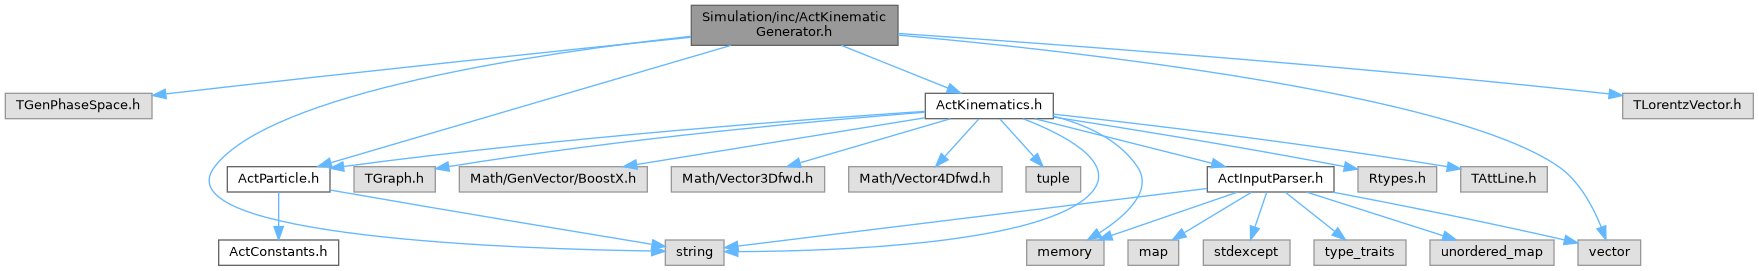 Simulation/inc/ActKinematic
Generator.h
TGenPhaseSpace.h
ActKinematics.h
TLorentzVector.h
ActParticle.h
TGraph.h
Math/GenVector/BoostX.h
Math/Vector3Dfwd.h
Math/Vector4Dfwd.h
tuple
ActInputParser.h
Rtypes.h
TAttLine.h
ActConstants.h
string
memory
map
stdexcept
type_traits
unordered_map
vector